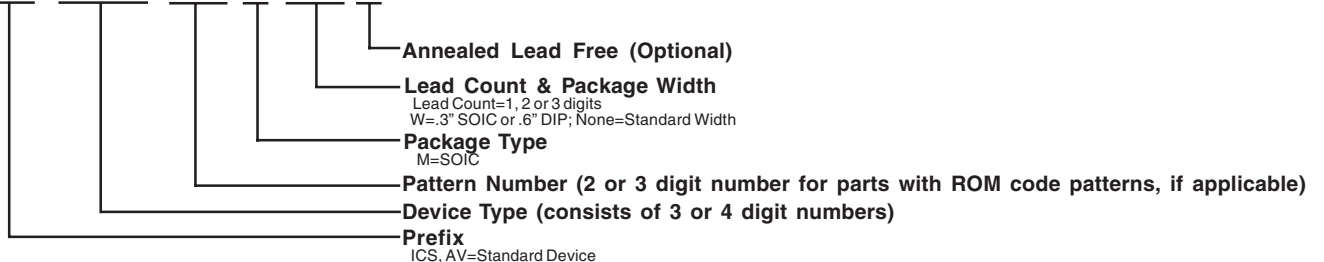 Annealed Lead Free (Optional)
Lead Count & Package Width
Lead Count=1, 2 or 3 digits
W=.3" SOIC or .6" DIP; None=Standard Width
Package Type
M=SOIC
Pattern Number (2 or 3 digit number for parts with ROM code patterns, if applicable)
Device Type (consists of 3 or 4 digit numbers)
Prefix
ICS, AV=Standard Device